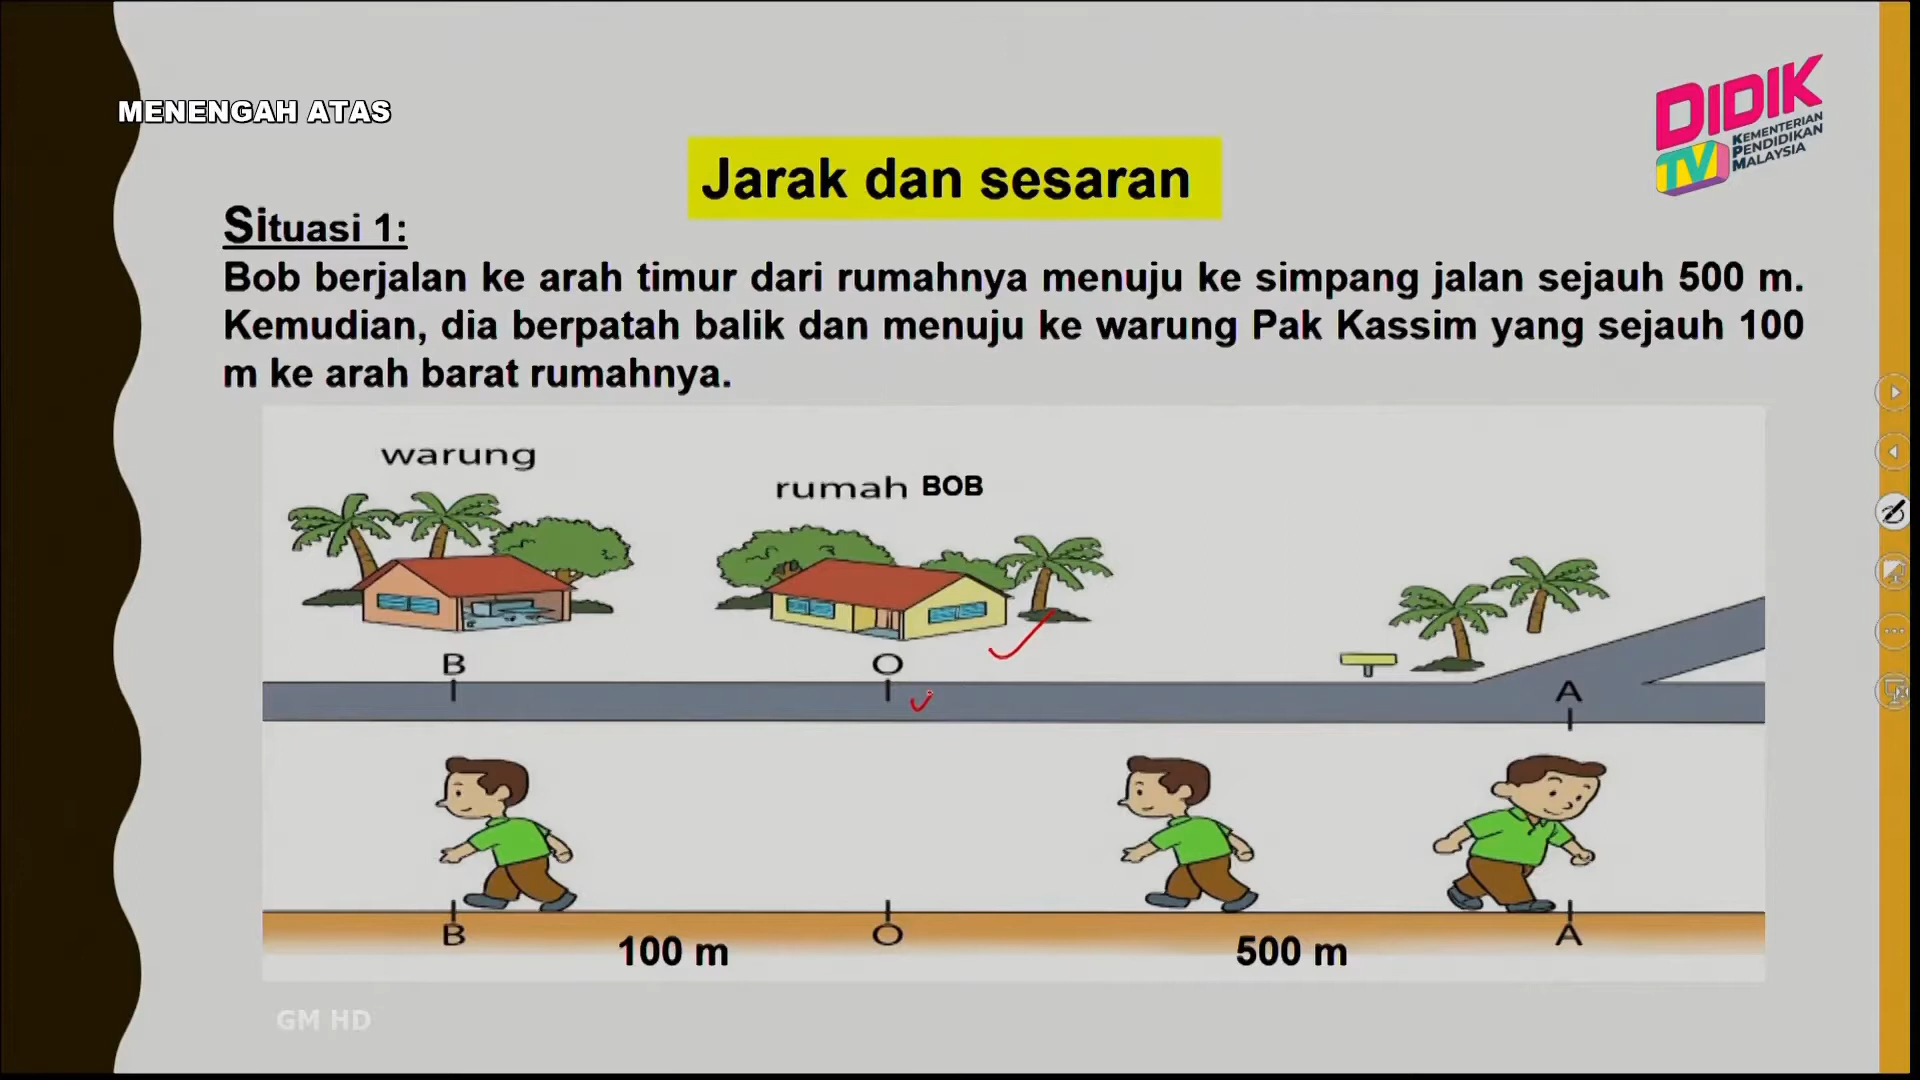 MENENGAH ATAS
DIDIK
TV
KEMENTERIAN
PENDIDIKAN
MALAYSIA
Jarak dan sesaran
Situasi 1:
Bob berjalan ke arah timur dari rumahnya menuju ke simpang jalan sejauh 500 m.
Kemudian, dia berpatah balik dan menuju ke warung Pak Kassim yang sejauh 100
m ke arah barat rumahnya.
warung
rumah BOB
B
O
A
B
O
A
100 m
500 m
GM HD